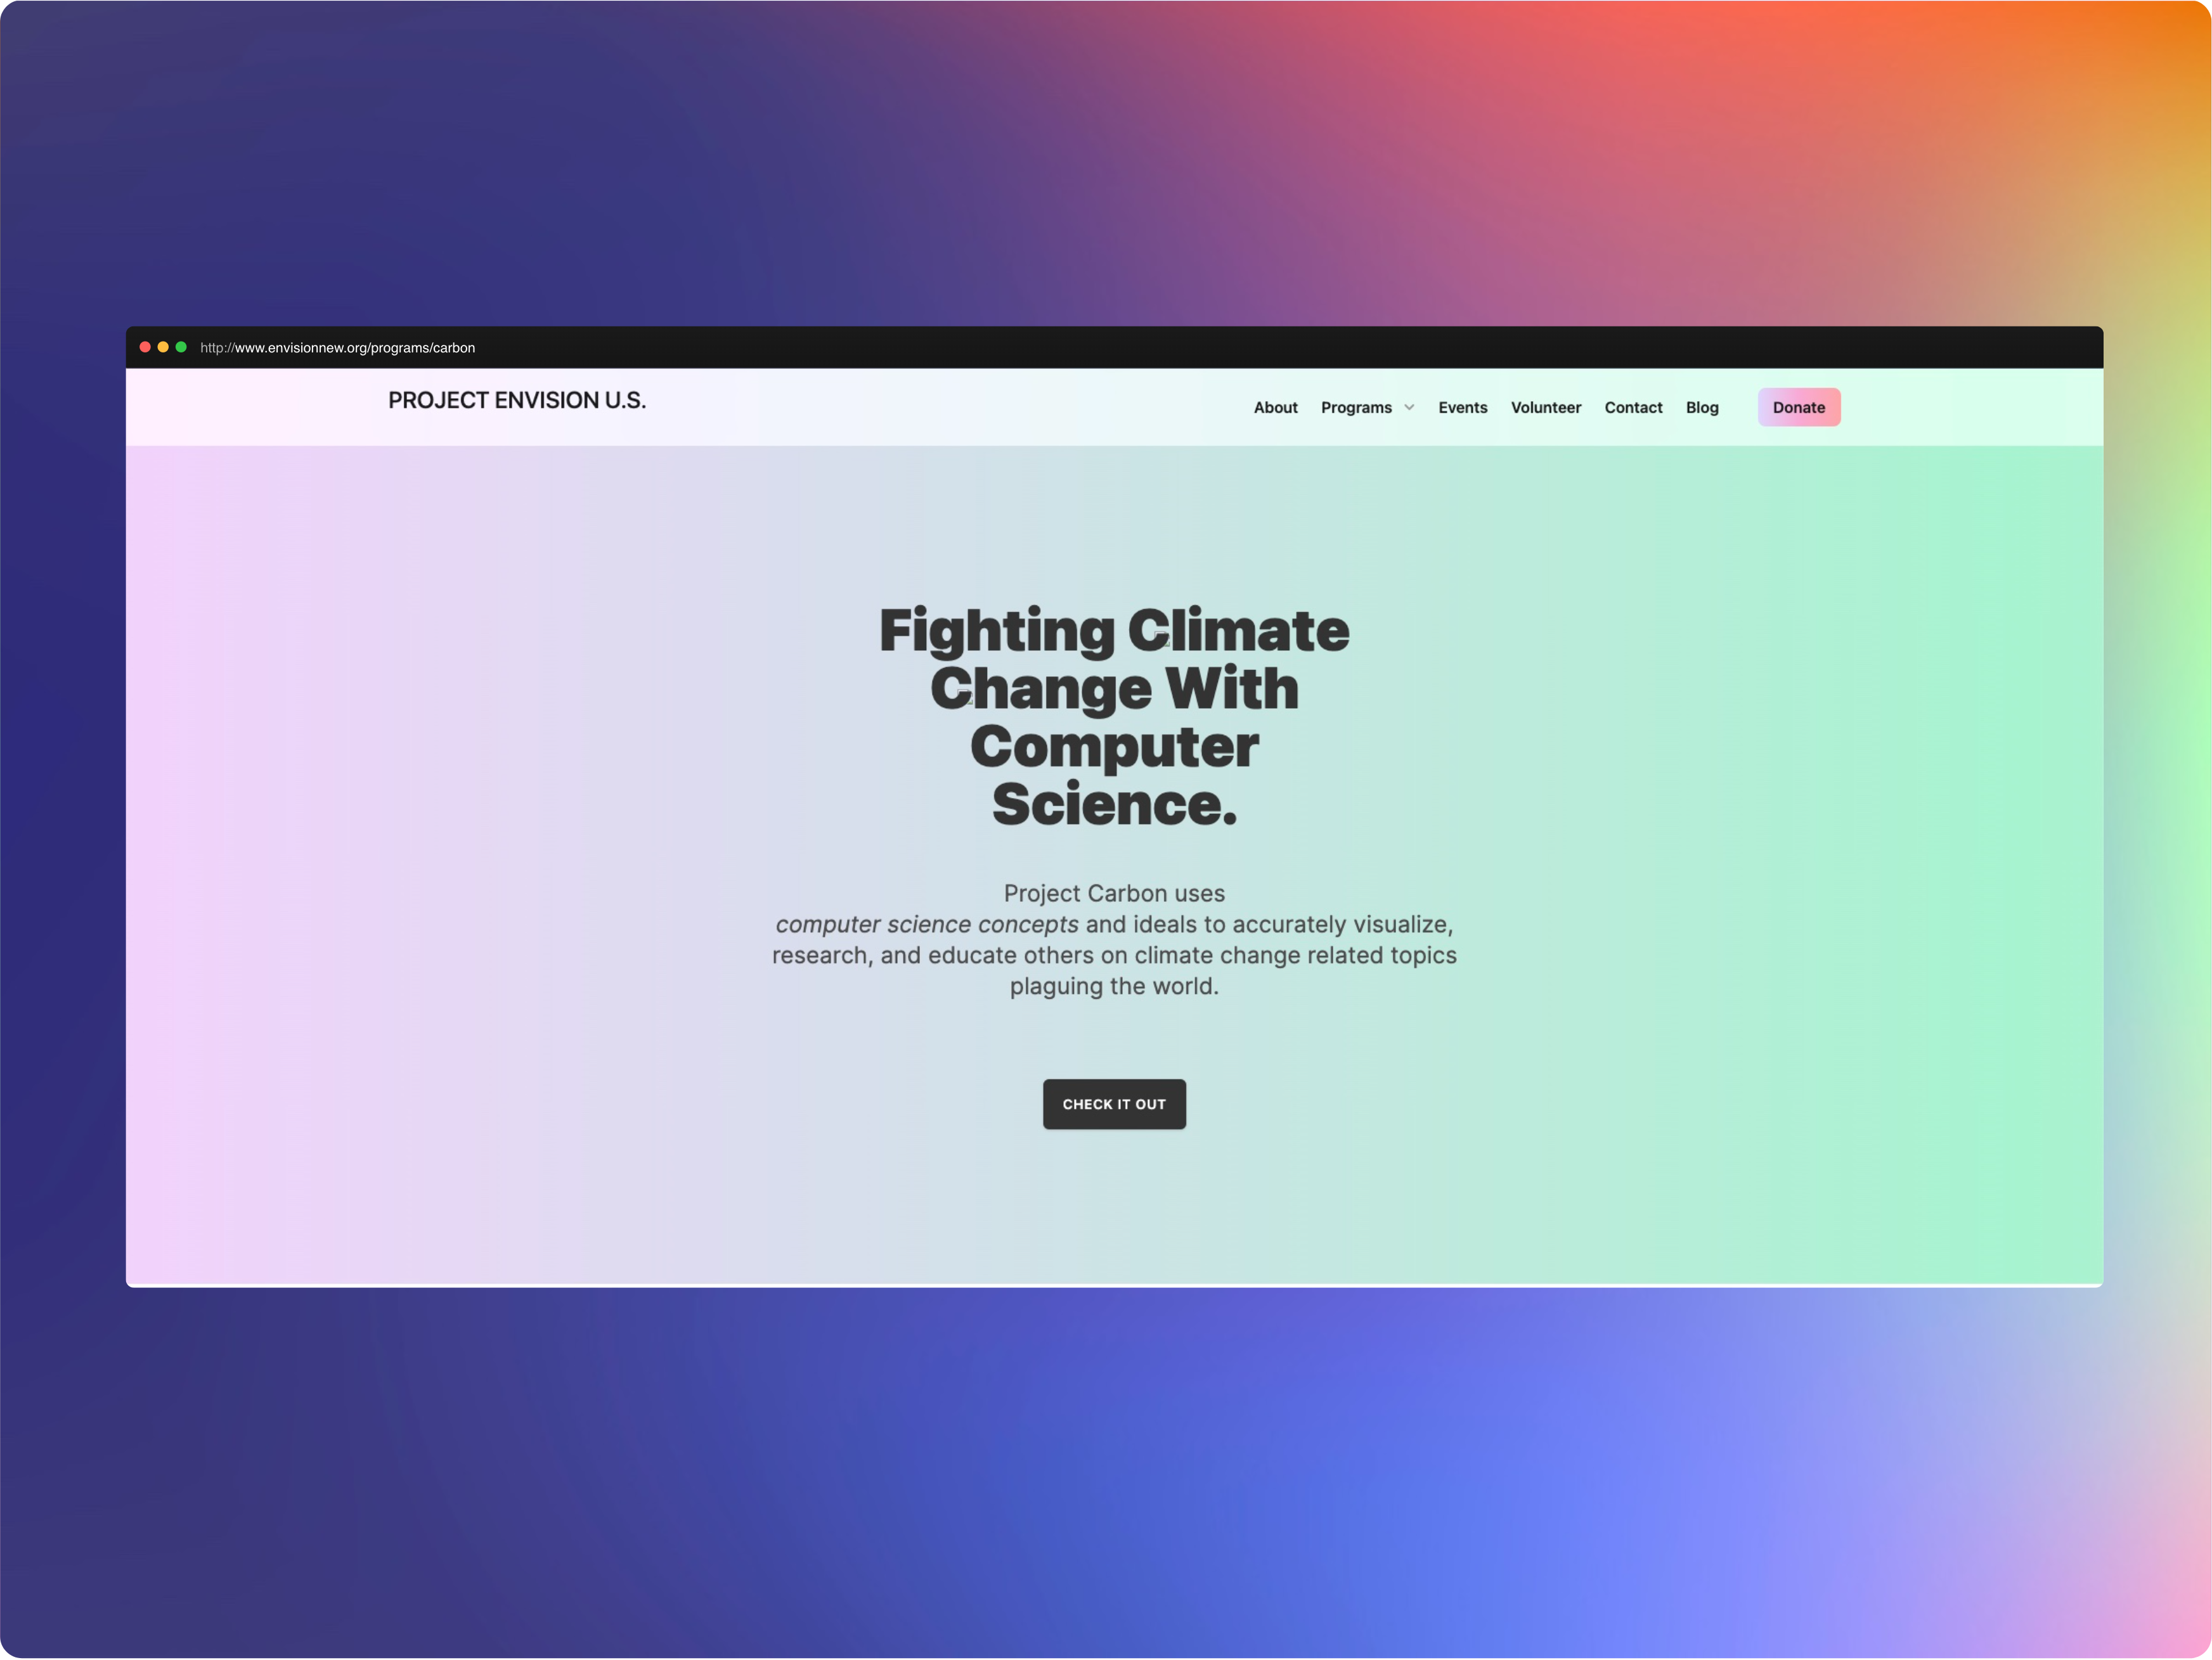 http://www.envisionnew.org/programs/carbon
PROJECT ENVISION U.S.
About Programs Events Volunteer Contact Blog Donate
Fighting Climate
Change With
Computer
Science.
Project Carbon uses
computer science concepts and ideals to accurately visualize,
research, and educate others on climate change related topics
plaguing the world.
CHECK IT OUT